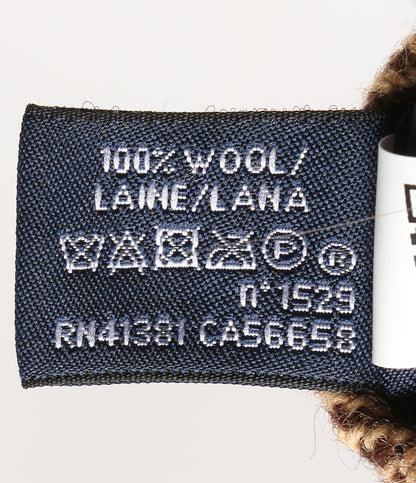 100% WOOL/
LAINE/LANA
P ®
n° 1529
RN41381 CA56658